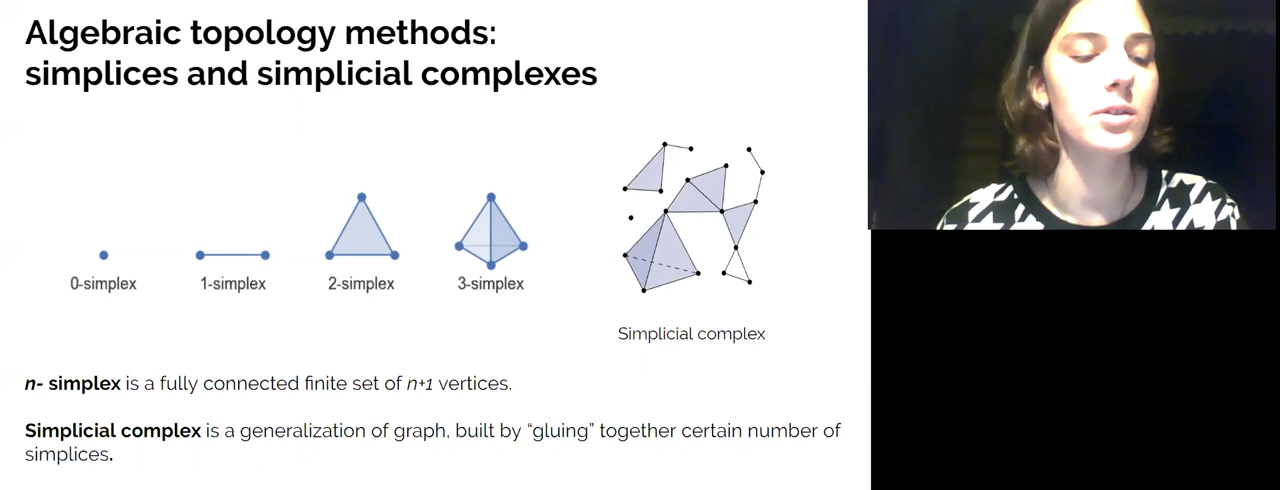 Algebraic topology methods:
simplices and simplicial complexes
0-simplex
1-simplex
2-simplex
3-simplex
Simplicial complex
n- simplex is a fully connected finite set of n+1 vertices.
Simplicial complex is a generalization of graph, built by “gluing” together certain number of
simplices.